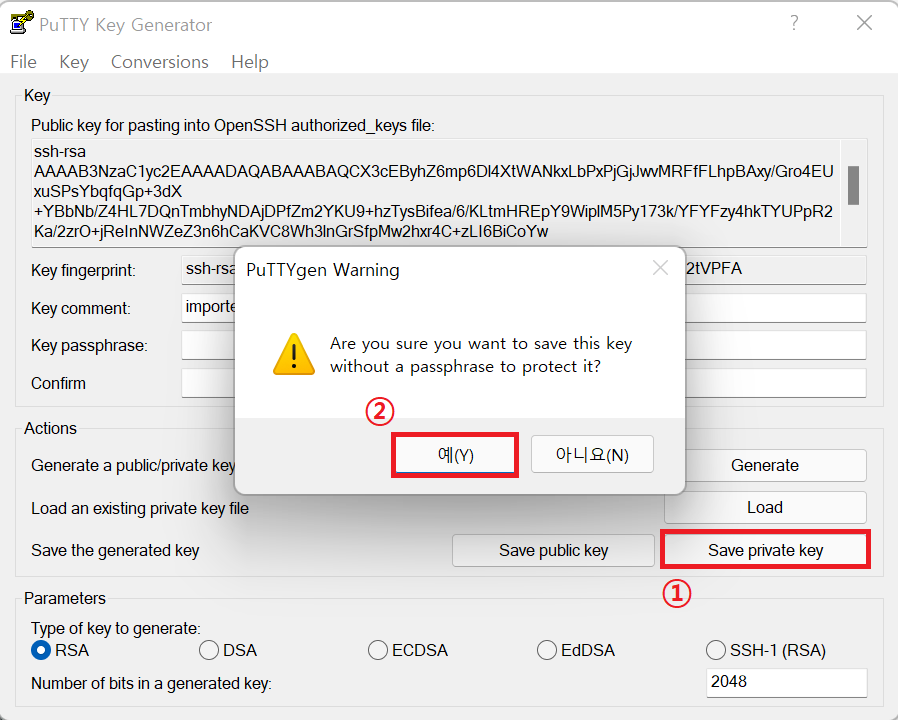 PuTTY Key Generator
File Key Conversions Help
Key
Public key for pasting into OpenSSH authorized_keys file:
ssh-rsa
AAAAB3NzaC1yc2EAAAADAQABAAABAQCX3cEByhZ6mp6Dl4XtWANkxLbPxPjGjJwvMRFfFLhpBAxy/Gro4EU
xuSPsYbqfqGp+3dX
+YBbNb/Z4HL7DQnTmbhyNDAjDPfZm2YKU9+hzTysBifea/6/KLtmHREpY9WiplM5Py173k/YFYFzy4hkTYUPpR2
Ka/2zrO+jReInNWZeZ3n6hCaKVC8Wh3lnGrSfpMw2hxr4C+zLI6BiCoYw
Key fingerprint: ssh-rsa 2tVPFA
Key comment: importe
Key passphrase:
Confirm
PuTTYgen Warning
Are you sure you want to save this key
without a passphrase to protect it?
②
예(Y) 아니요(N)
Actions
Generate a public/private key Generate
Load an existing private key file Load
Save the generated key Save public key Save private key
①
Parameters
Type of key to generate:
RSA DSA ECDSA EdDSA SSH-1 (RSA)
Number of bits in a generated key: 2048